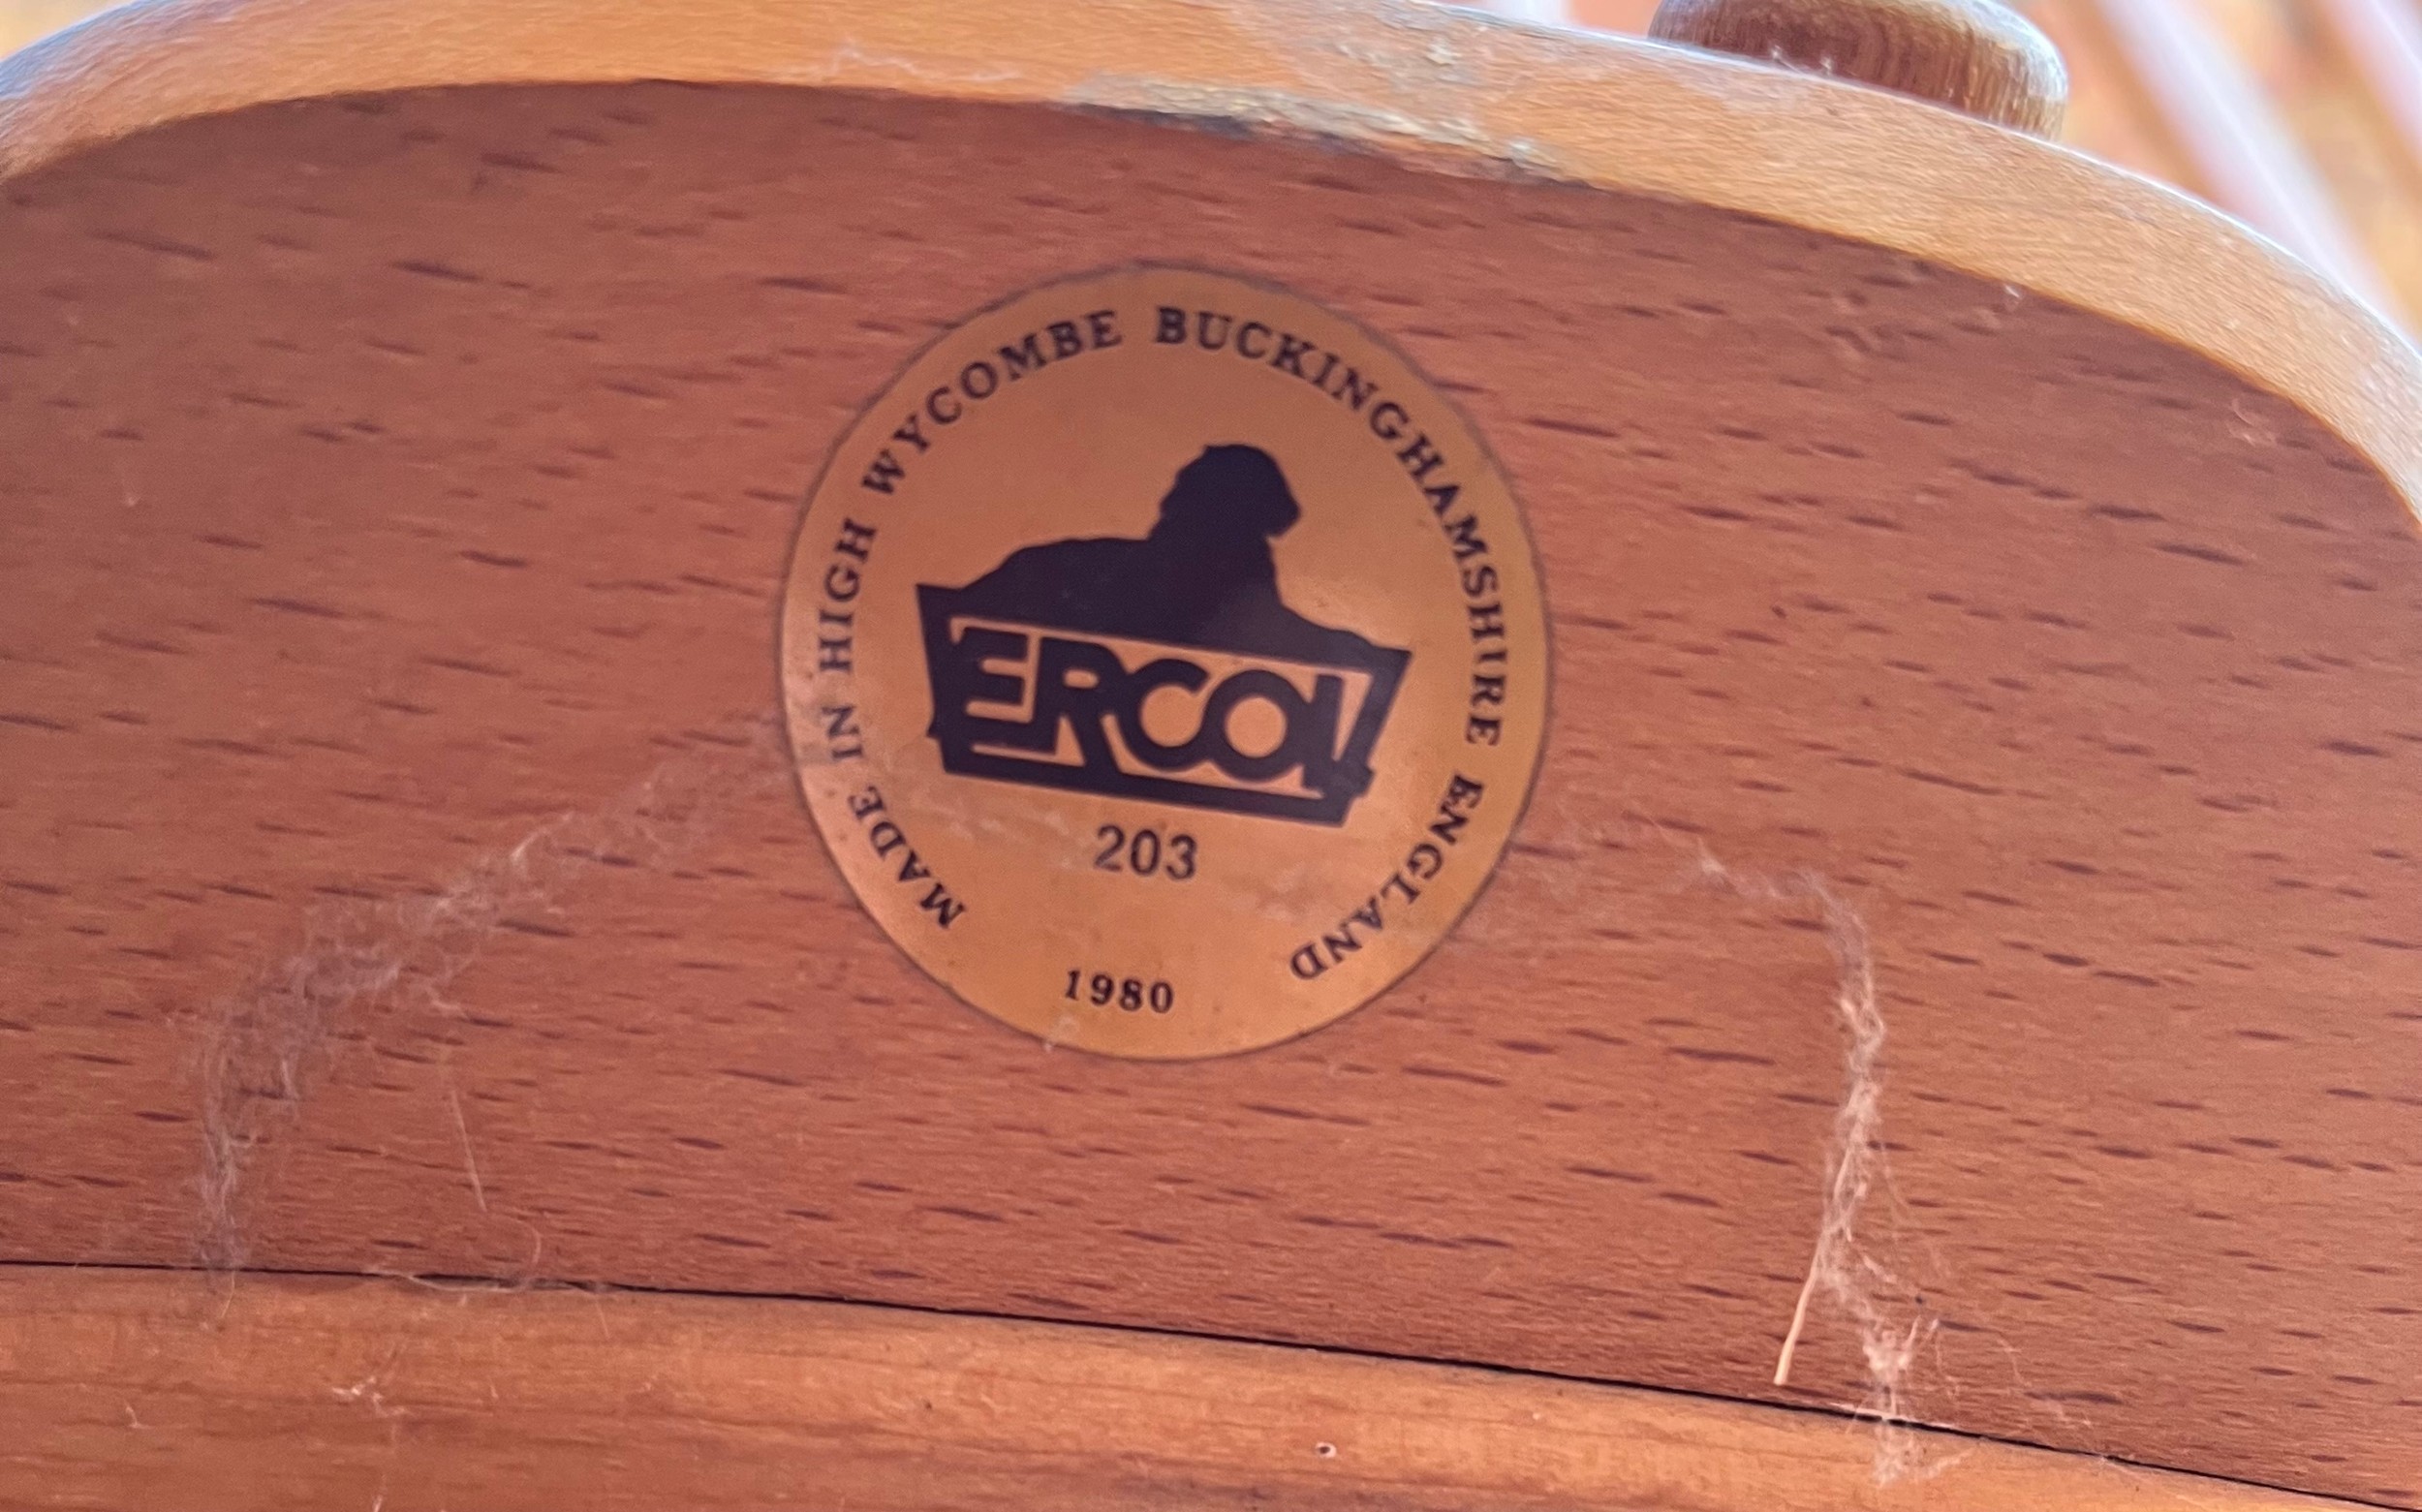 MADE IN HIGH WYCOMBE BUCKINGHAMSHIRE ENGLAND
ERCOL
203
1980